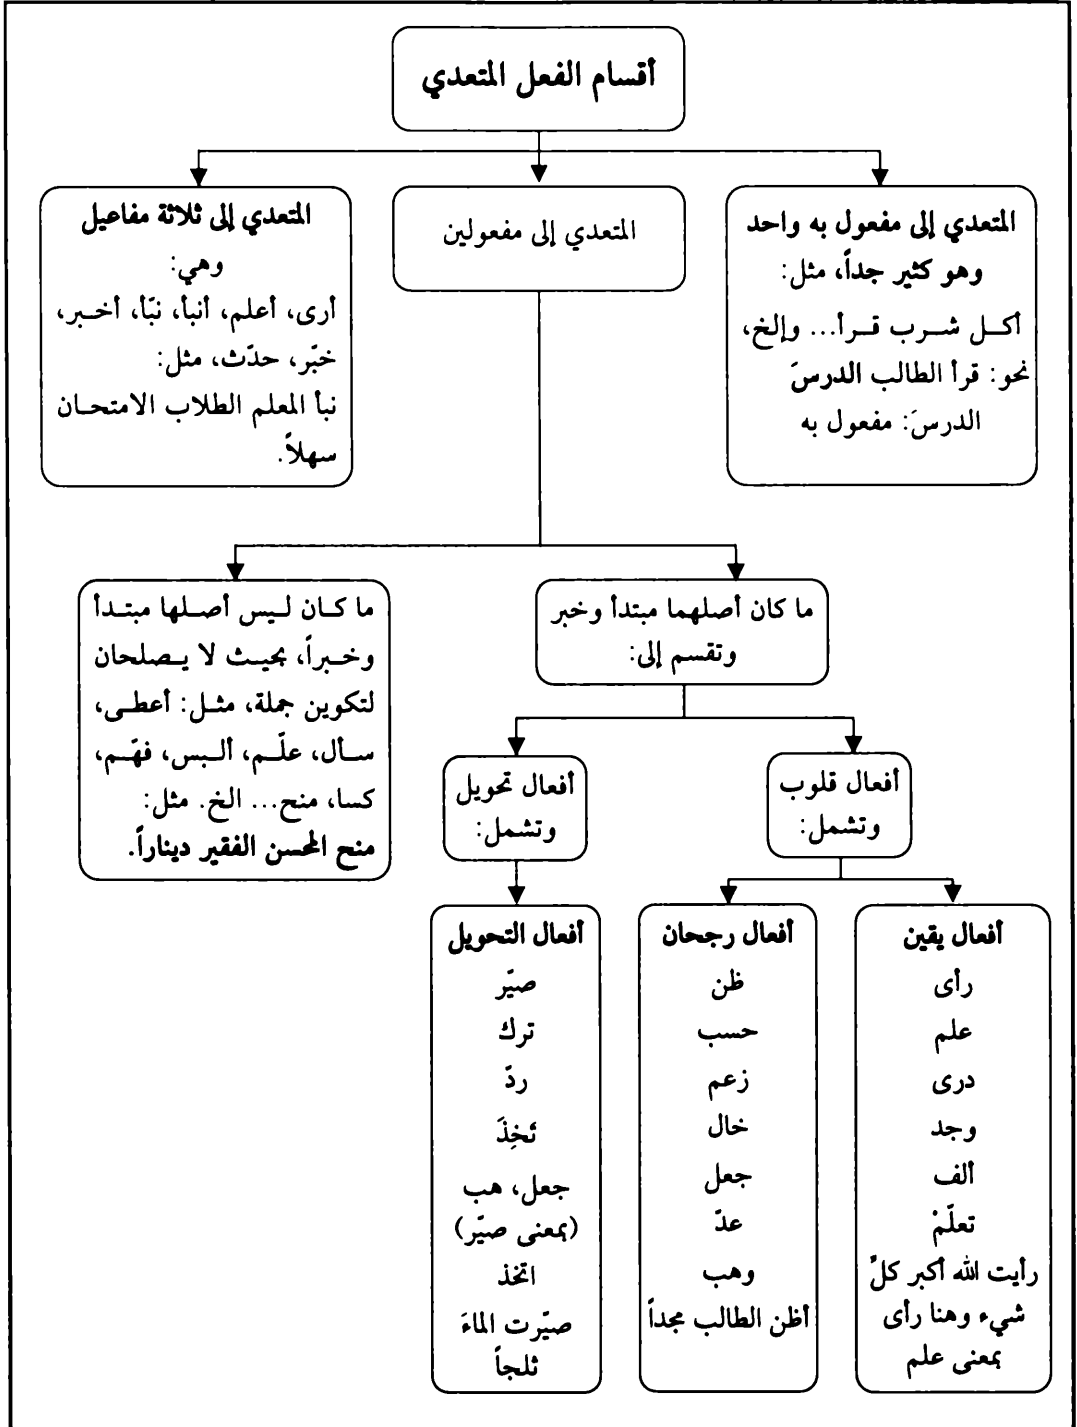 أقسام الفعل المتعدي
المتعدي إلى مفعول به واحد
وهو كثير جداً، مثل:
أكل شرب قرأ... وإلخ،
نحو: قرأ الطالب الدرسَ
الدرسَ: مفعول به
المتعدي إلى مفعولين
المتعدي إلى ثلاثة مفاعيل
وهي:
أرى، أعلم، أنبأ، نبّأ، أخبر،
خبّر، حدّث، مثل:
نبأ المعلم الطلاب الامتحان
سهلاً.
ما كان أصلهما مبتدأ وخبر
وتقسم إلى:
ما كان ليس أصلها مبتدأ
وخبراً، بحيث لا يصلحان
لتكوين جملة، مثل: أعطى،
سأل، علّم، ألبس، فهّم،
كسا، منح... الخ. مثل:
منح المحسن الفقير ديناراً.
أفعال قلوب
وتشمل:
أفعال تحويل
وتشمل:
أفعال يقين
رأى
علم
درى
وجد
ألف
تعلّمْ
رأيت الله أكبر كلِّ
شيء وهنا رأى
بمعنى علم
أفعال رجحان
ظن
حسب
زعم
خال
جعل
عدّ
وهب
أظن الطالب مجداً
أفعال التحويل
صيّر
ترك
ردّ
تَخِذَ
جعل، هب
(بمعنى صيّر)
اتخذ
صيّرت الماءَ
ثلجاً